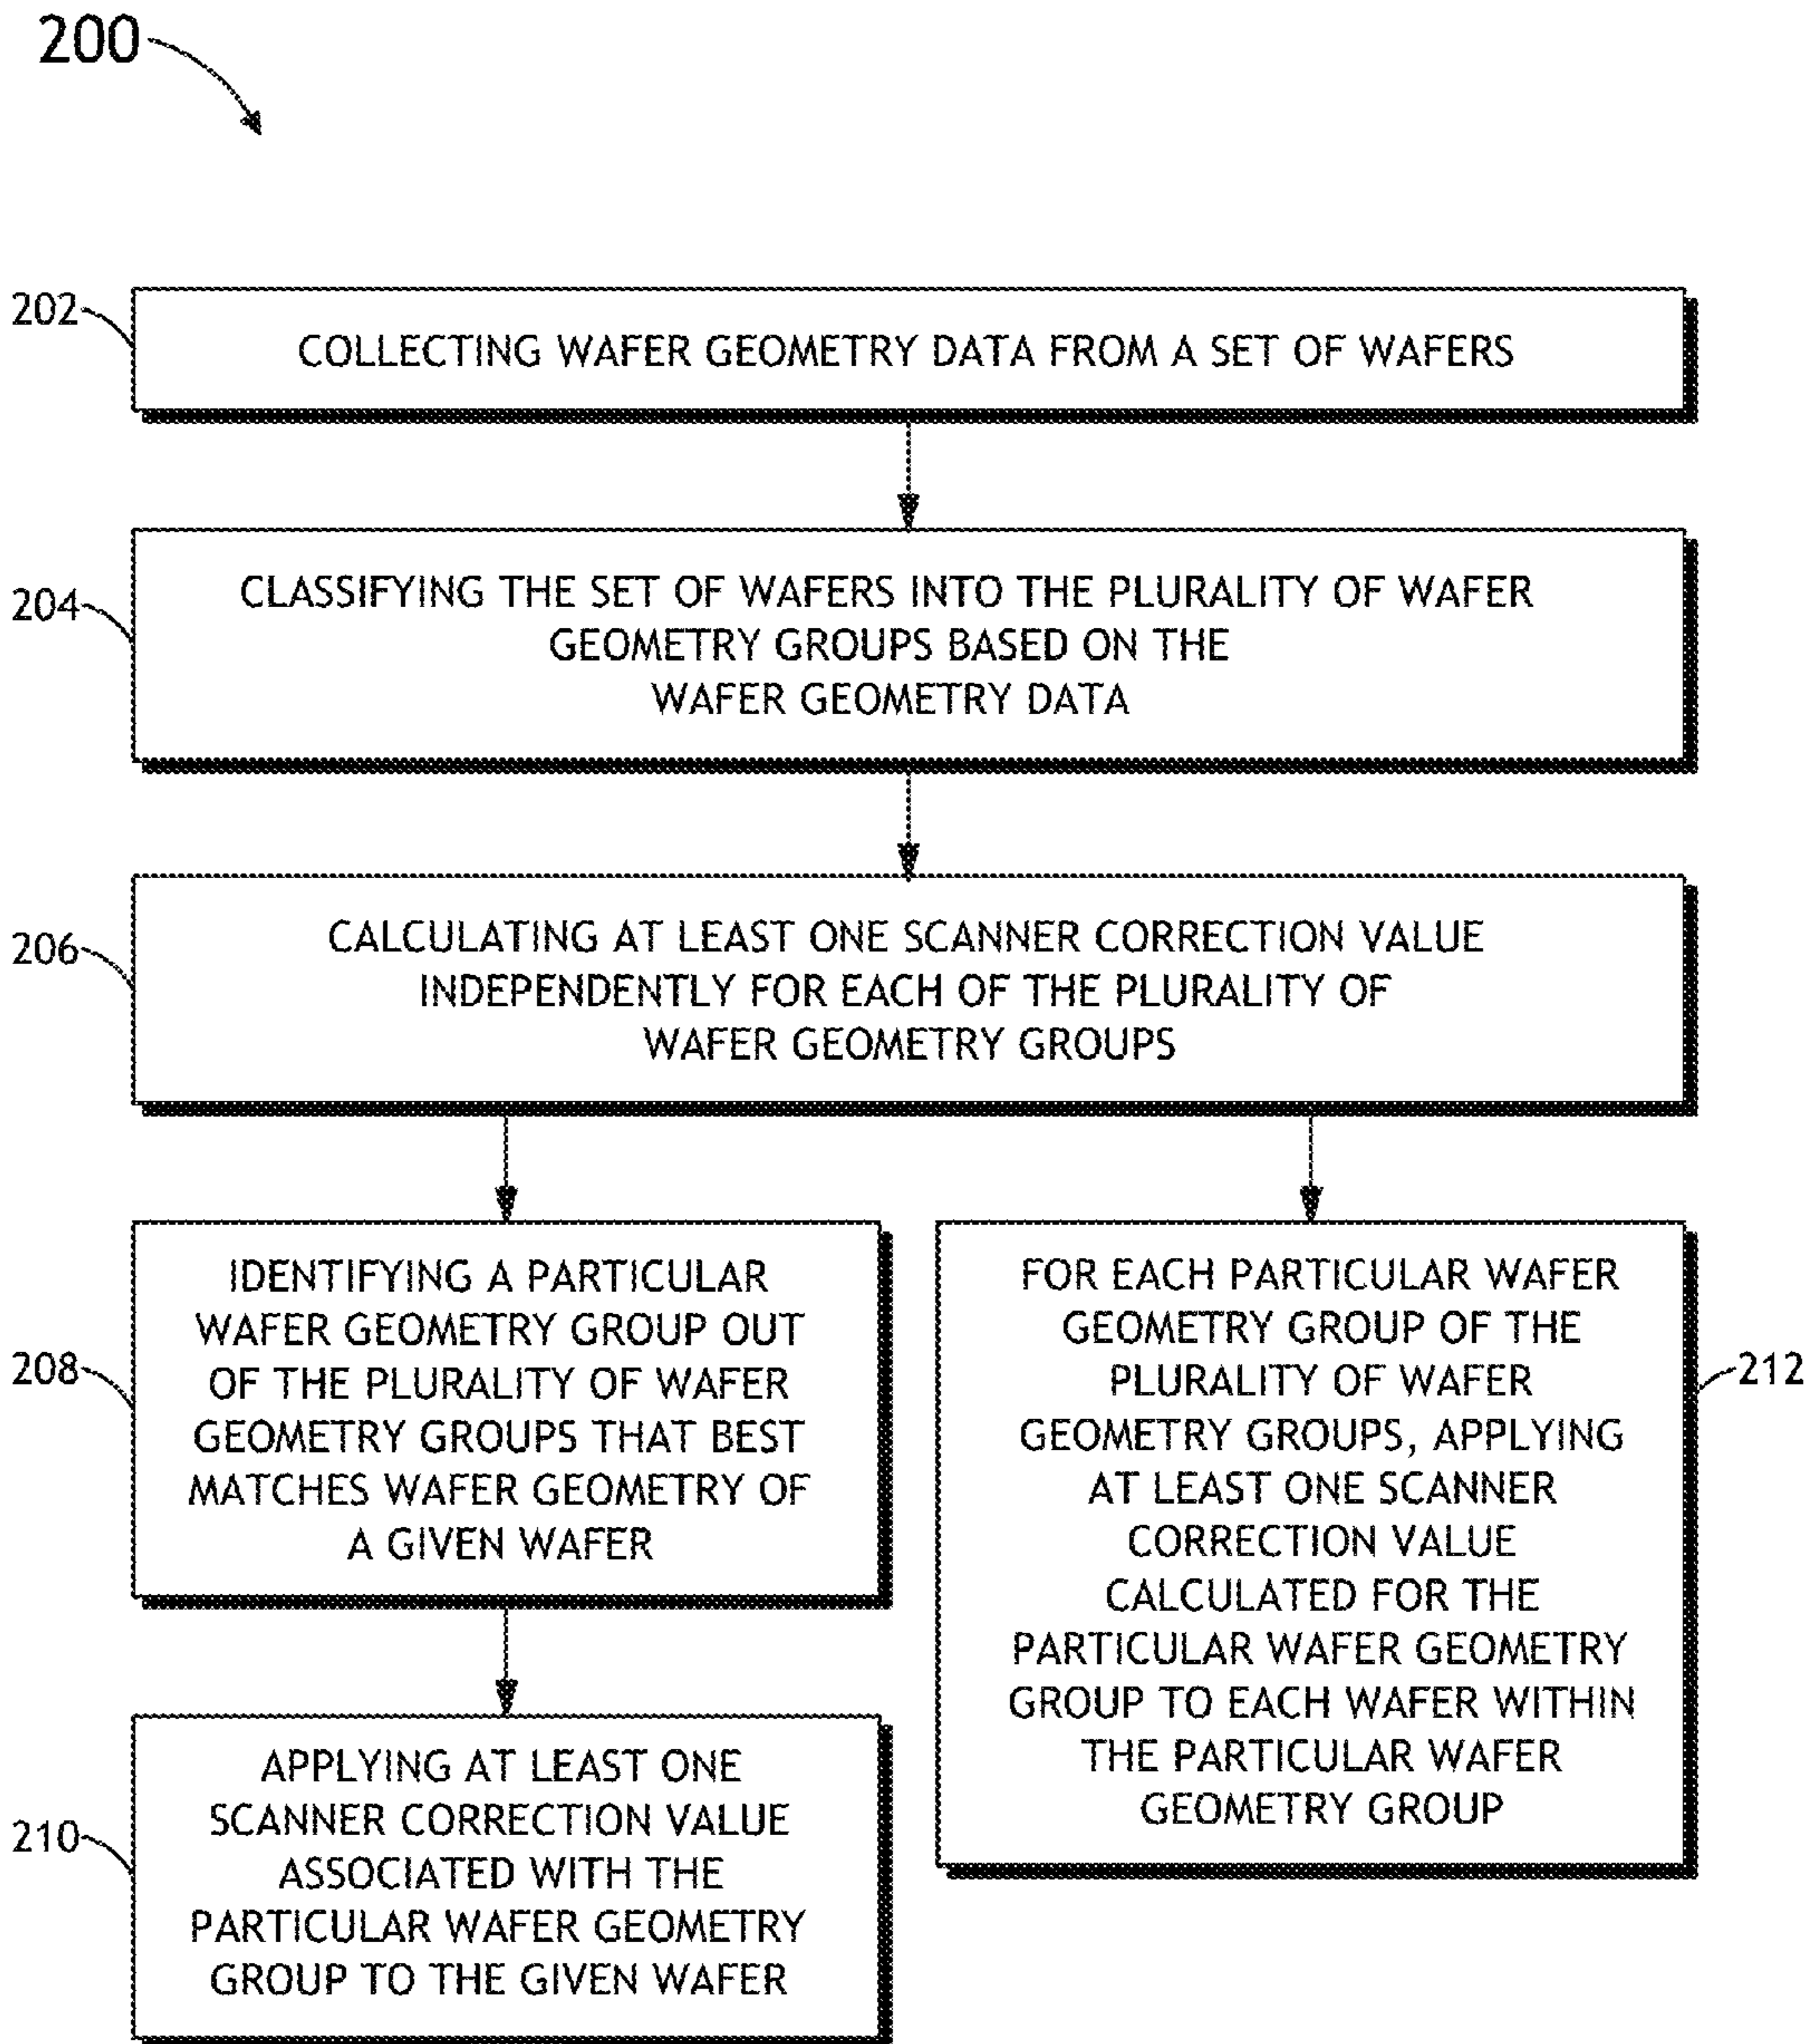 200
202
COLLECTING WAFER GEOMETRY DATA FROM A SET OF WAFERS
204
CLASSIFYING THE SET OF WAFERS INTO THE PLURALITY OF WAFER
GEOMETRY GROUPS BASED ON THE
WAFER GEOMETRY DATA
206
CALCULATING AT LEAST ONE SCANNER CORRECTION VALUE
INDEPENDENTLY FOR EACH OF THE PLURALITY OF
WAFER GEOMETRY GROUPS
208
IDENTIFYING A PARTICULAR
WAFER GEOMETRY GROUP OUT
OF THE PLURALITY OF WAFER
GEOMETRY GROUPS THAT BEST
MATCHES WAFER GEOMETRY OF
A GIVEN WAFER
210
APPLYING AT LEAST ONE
SCANNER CORRECTION VALUE
ASSOCIATED WITH THE
PARTICULAR WAFER GEOMETRY
GROUP TO THE GIVEN WAFER
FOR EACH PARTICULAR WAFER
GEOMETRY GROUP OF THE
PLURALITY OF WAFER
GEOMETRY GROUPS, APPLYING
AT LEAST ONE SCANNER
CORRECTION VALUE
CALCULATED FOR THE
PARTICULAR WAFER GEOMETRY
GROUP TO EACH WAFER WITHIN
THE PARTICULAR WAFER
GEOMETRY GROUP
212